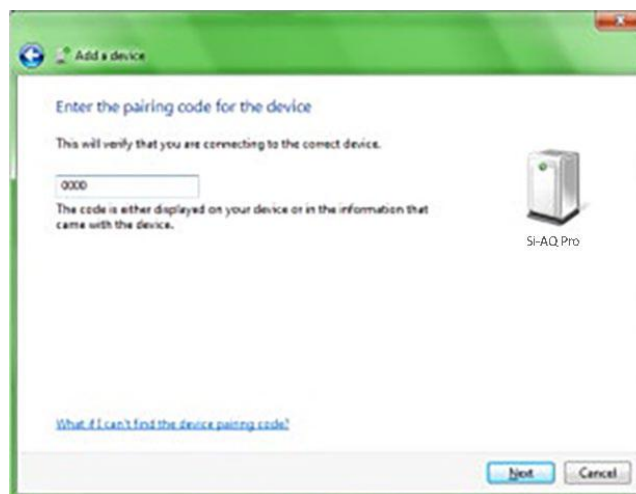 Add a device
Enter the pairing code for the device
This will verify that you are connecting to the correct device.
0000
The code is either displayed on your device or in the information that
came with the device.
Si-AQ Pro
What if I can't find the device pairing code?
Next
Cancel